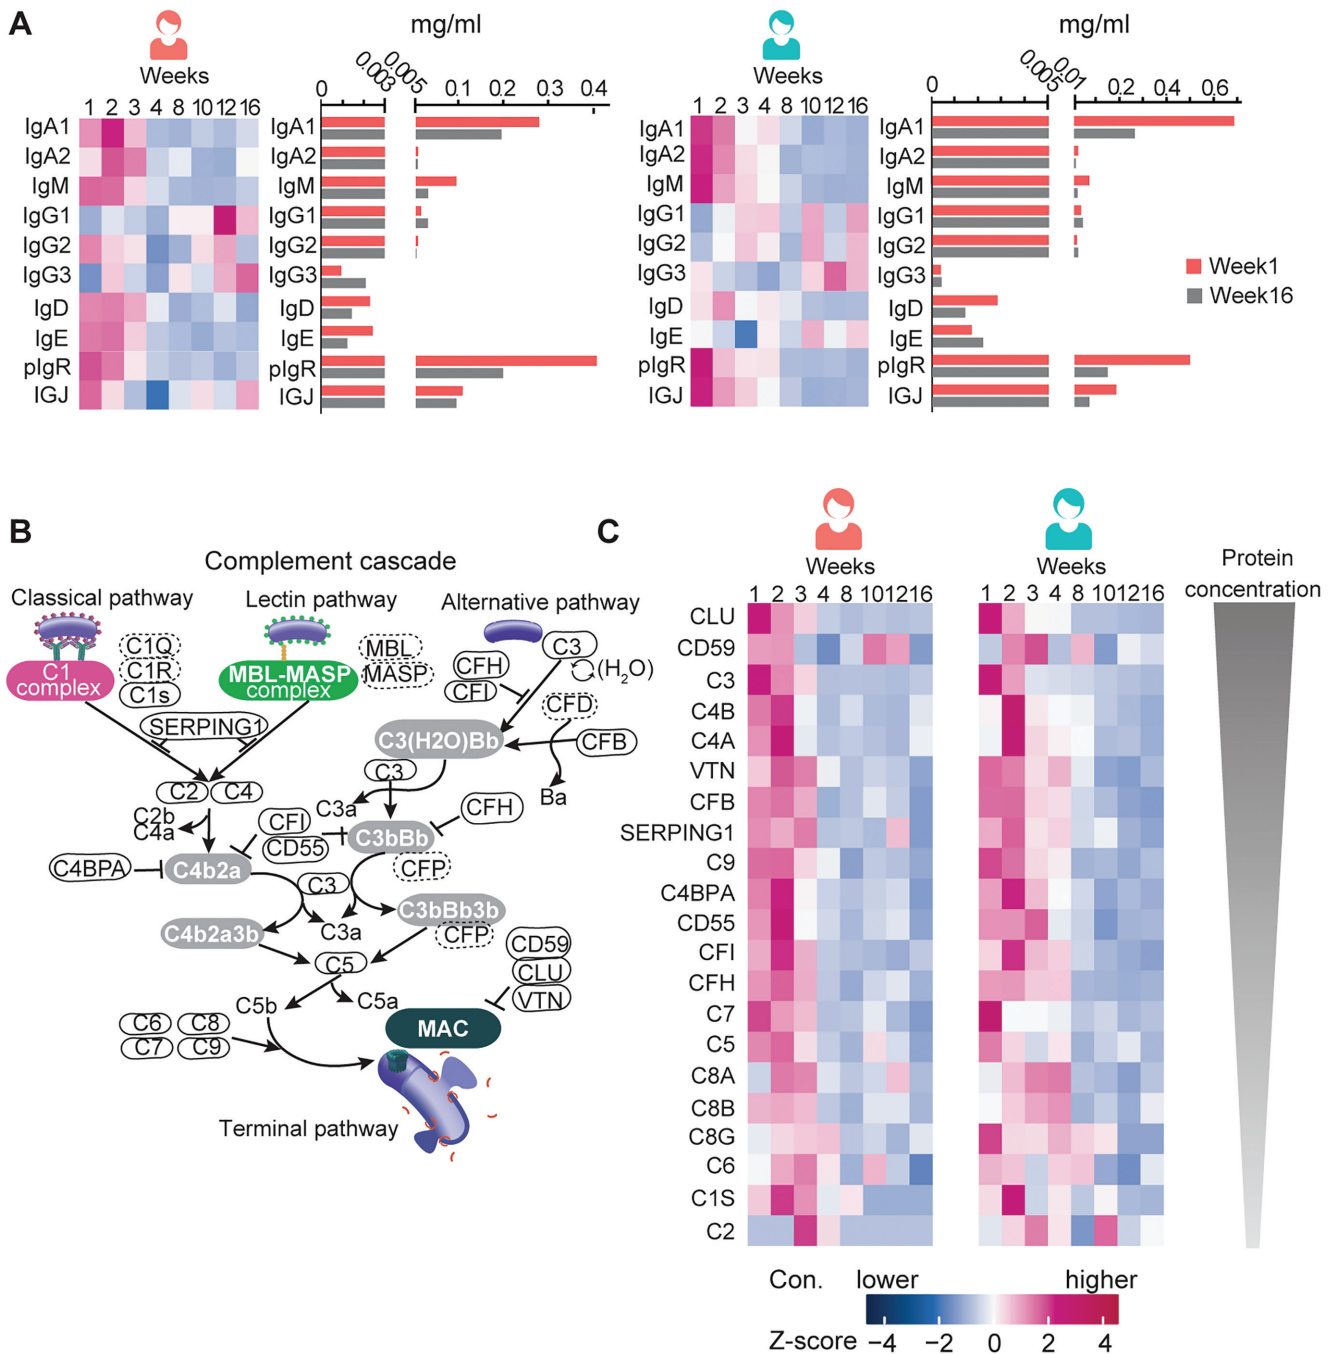 A
Weeks
1 2 3 4 8 10 12 16
IgA1
IgA2
IgM
IgG1
IgG2
IgG3
IgD
IgE
pIgR
IGJ
mg/ml
0 0.003 0.005 0.1 0.2 0.3 0.4
IgA1
IgA2
IgM
IgG1
IgG2
IgG3
IgD
IgE
pIgR
IGJ
Weeks
1 2 3 4 8 10 12 16
IgA1
IgA2
IgM
IgG1
IgG2
IgG3
IgD
IgE
pIgR
IGJ
mg/ml
0 0.005 0.01 0.2 0.4 0.6
IgA1
IgA2
IgM
IgG1
IgG2
IgG3
IgD
IgE
pIgR
IGJ
Week1
Week16
B
Complement cascade
Classical pathway
Lectin pathway
Alternative pathway
C1
complex
C1Q
C1R
C1s
MBL-MASP
complex
MBL
MASP
CFH
CFI
C3
(H2O)
SERPING1
CFD
C3(H2O)Bb
CFB
C2 C4
C3
Ba
C2b
C4a
C3a
CFI
CD55
C3bBb
CFH
C4BPA
C4b2a
CFP
C3
C3bBb3b
C4b2a3b
C3a
CFP
C5
CD59
CLU
VTN
C5b
C5a
C6 C8
C7 C9
MAC
Terminal pathway
C
Weeks
1 2 3 4 8 10 12 16
Weeks
1 2 3 4 8 10 12 16
Protein
concentration
CLU
CD59
C3
C4B
C4A
VTN
CFB
SERPING1
C9
C4BPA
CD55
CFI
CFH
C7
C5
C8A
C8B
C8G
C6
C1S
C2
Con. lower higher
Z-score −4 −2 0 2 4